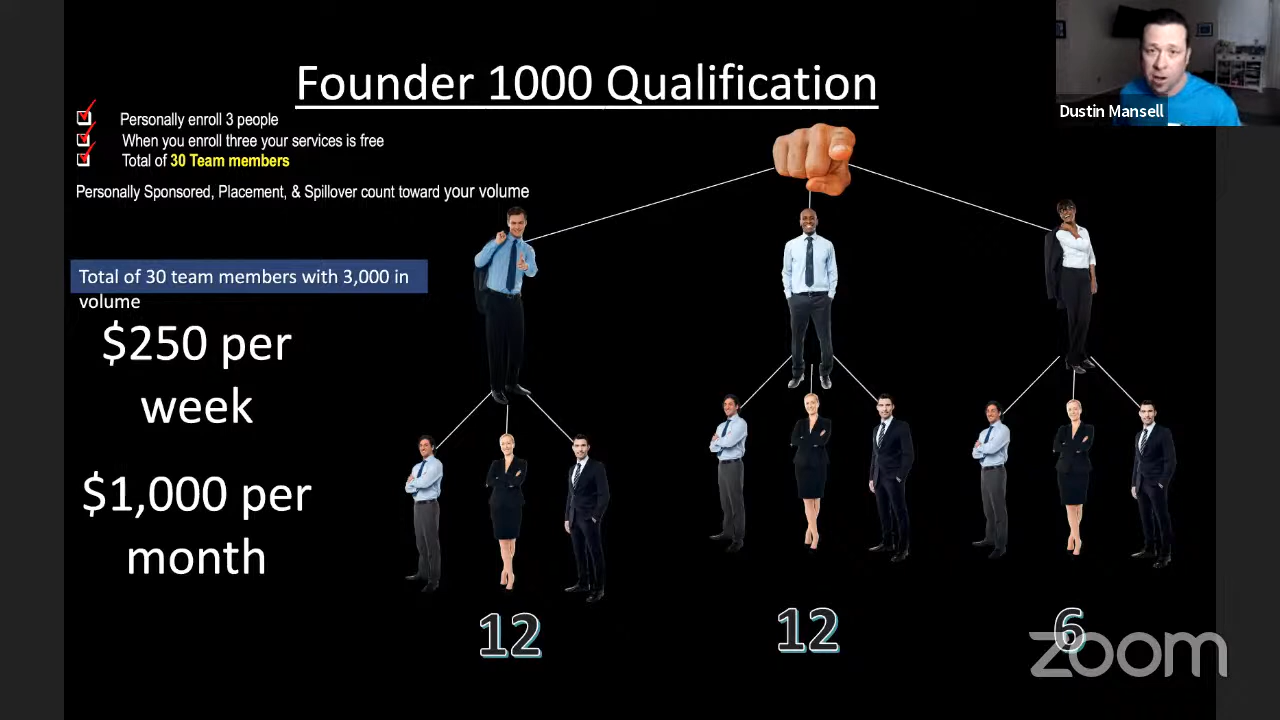 Founder 1000 Qualification
Personally enroll 3 people
When you enroll three your services is free
Total of 30 Team members
Personally Sponsored, Placement, & Spillover count toward your volume
Total of 30 team members with 3,000 in
volume
$250 per
week
$1,000 per
month
12
12
6
Dustin Mansell
zoom